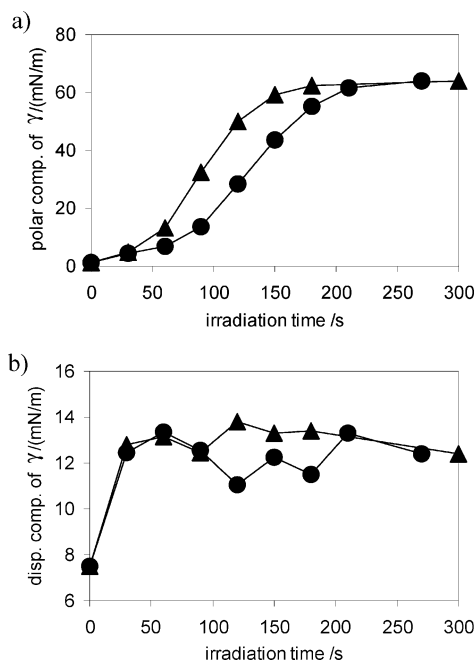 a)
polar comp. of γ/(mN/m)
80
60
40
20
0
0 50 100 150 200 250 300
irradiation time /s
b)
disp. comp. of γ/(mN/m)
16
14
12
10
8
6
0 50 100 150 200 250 300
irradiation time /s